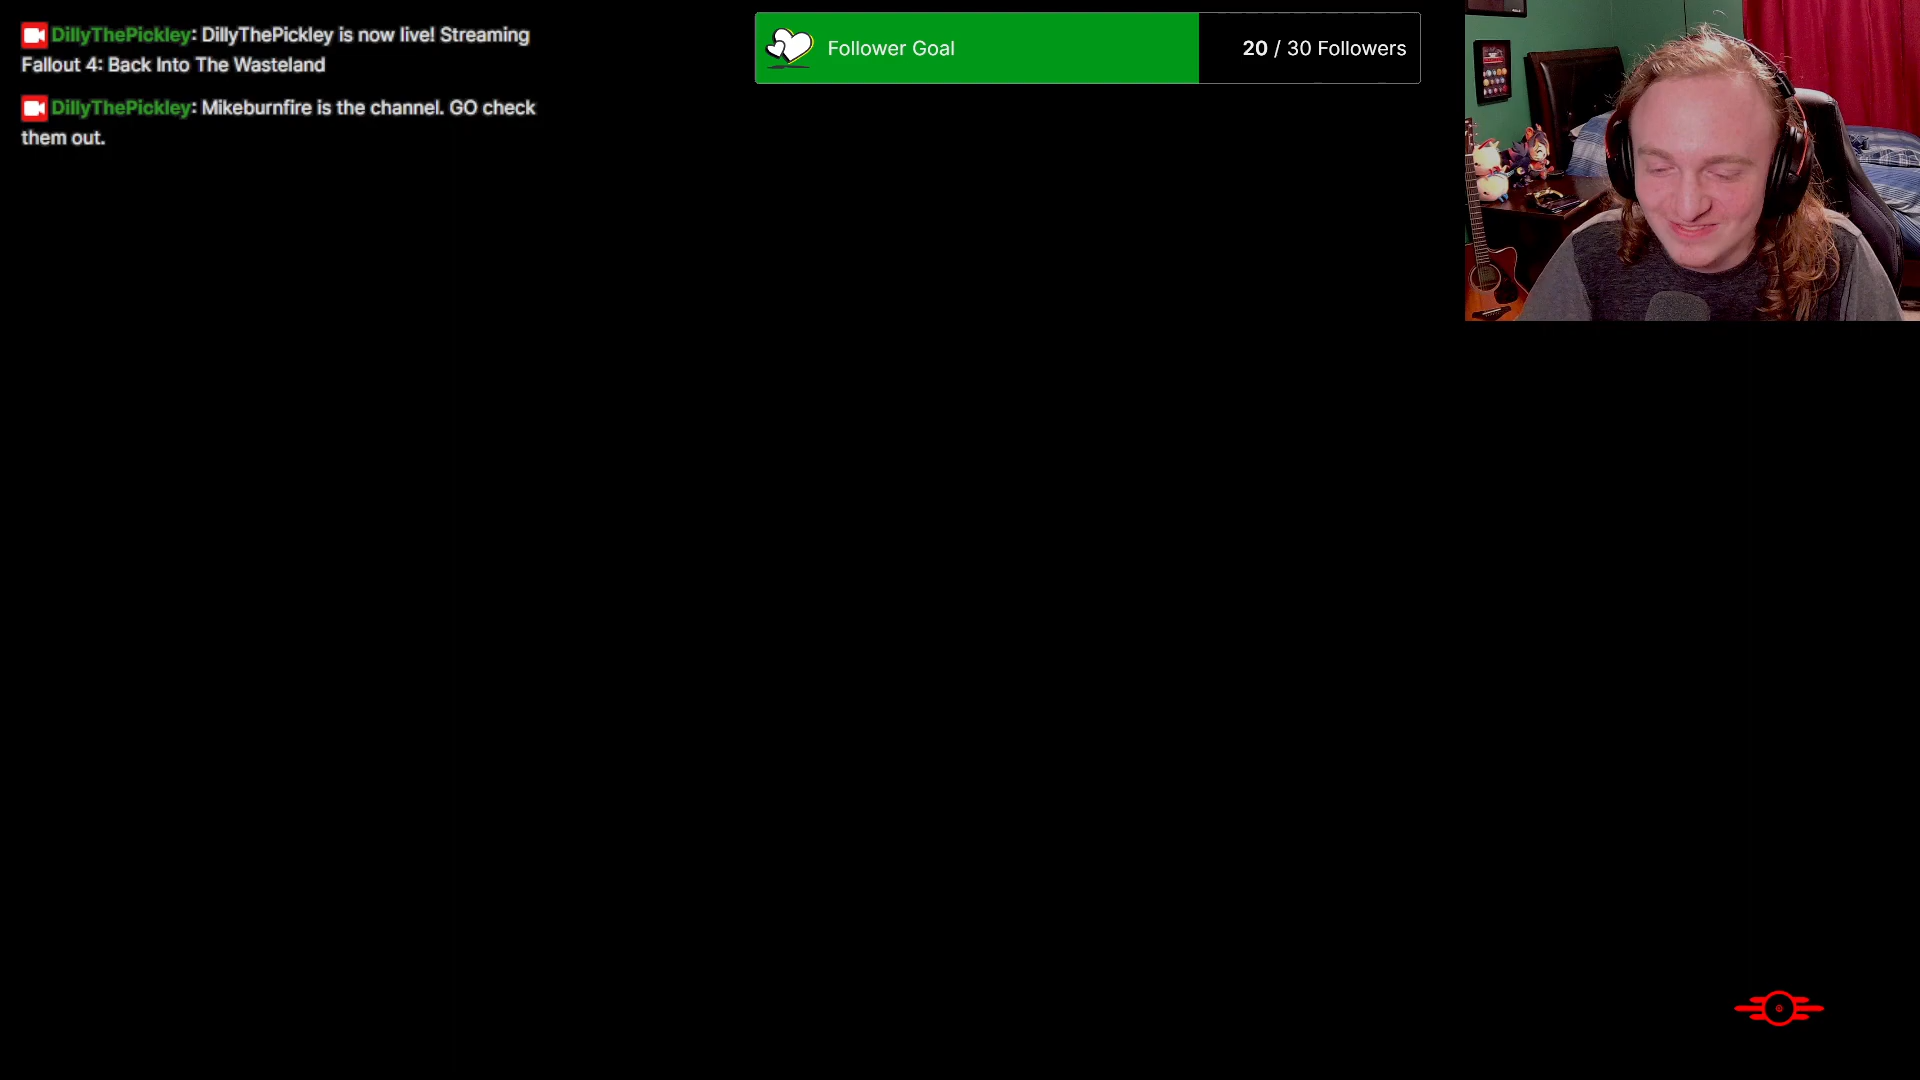 DillyThePickley: DillyThePickley is now live! Streaming
Fallout 4: Back Into The Wasteland
DillyThePickley: Mikeburnfire is the channel. GO check
them out.
Follower Goal
20 / 30 Followers